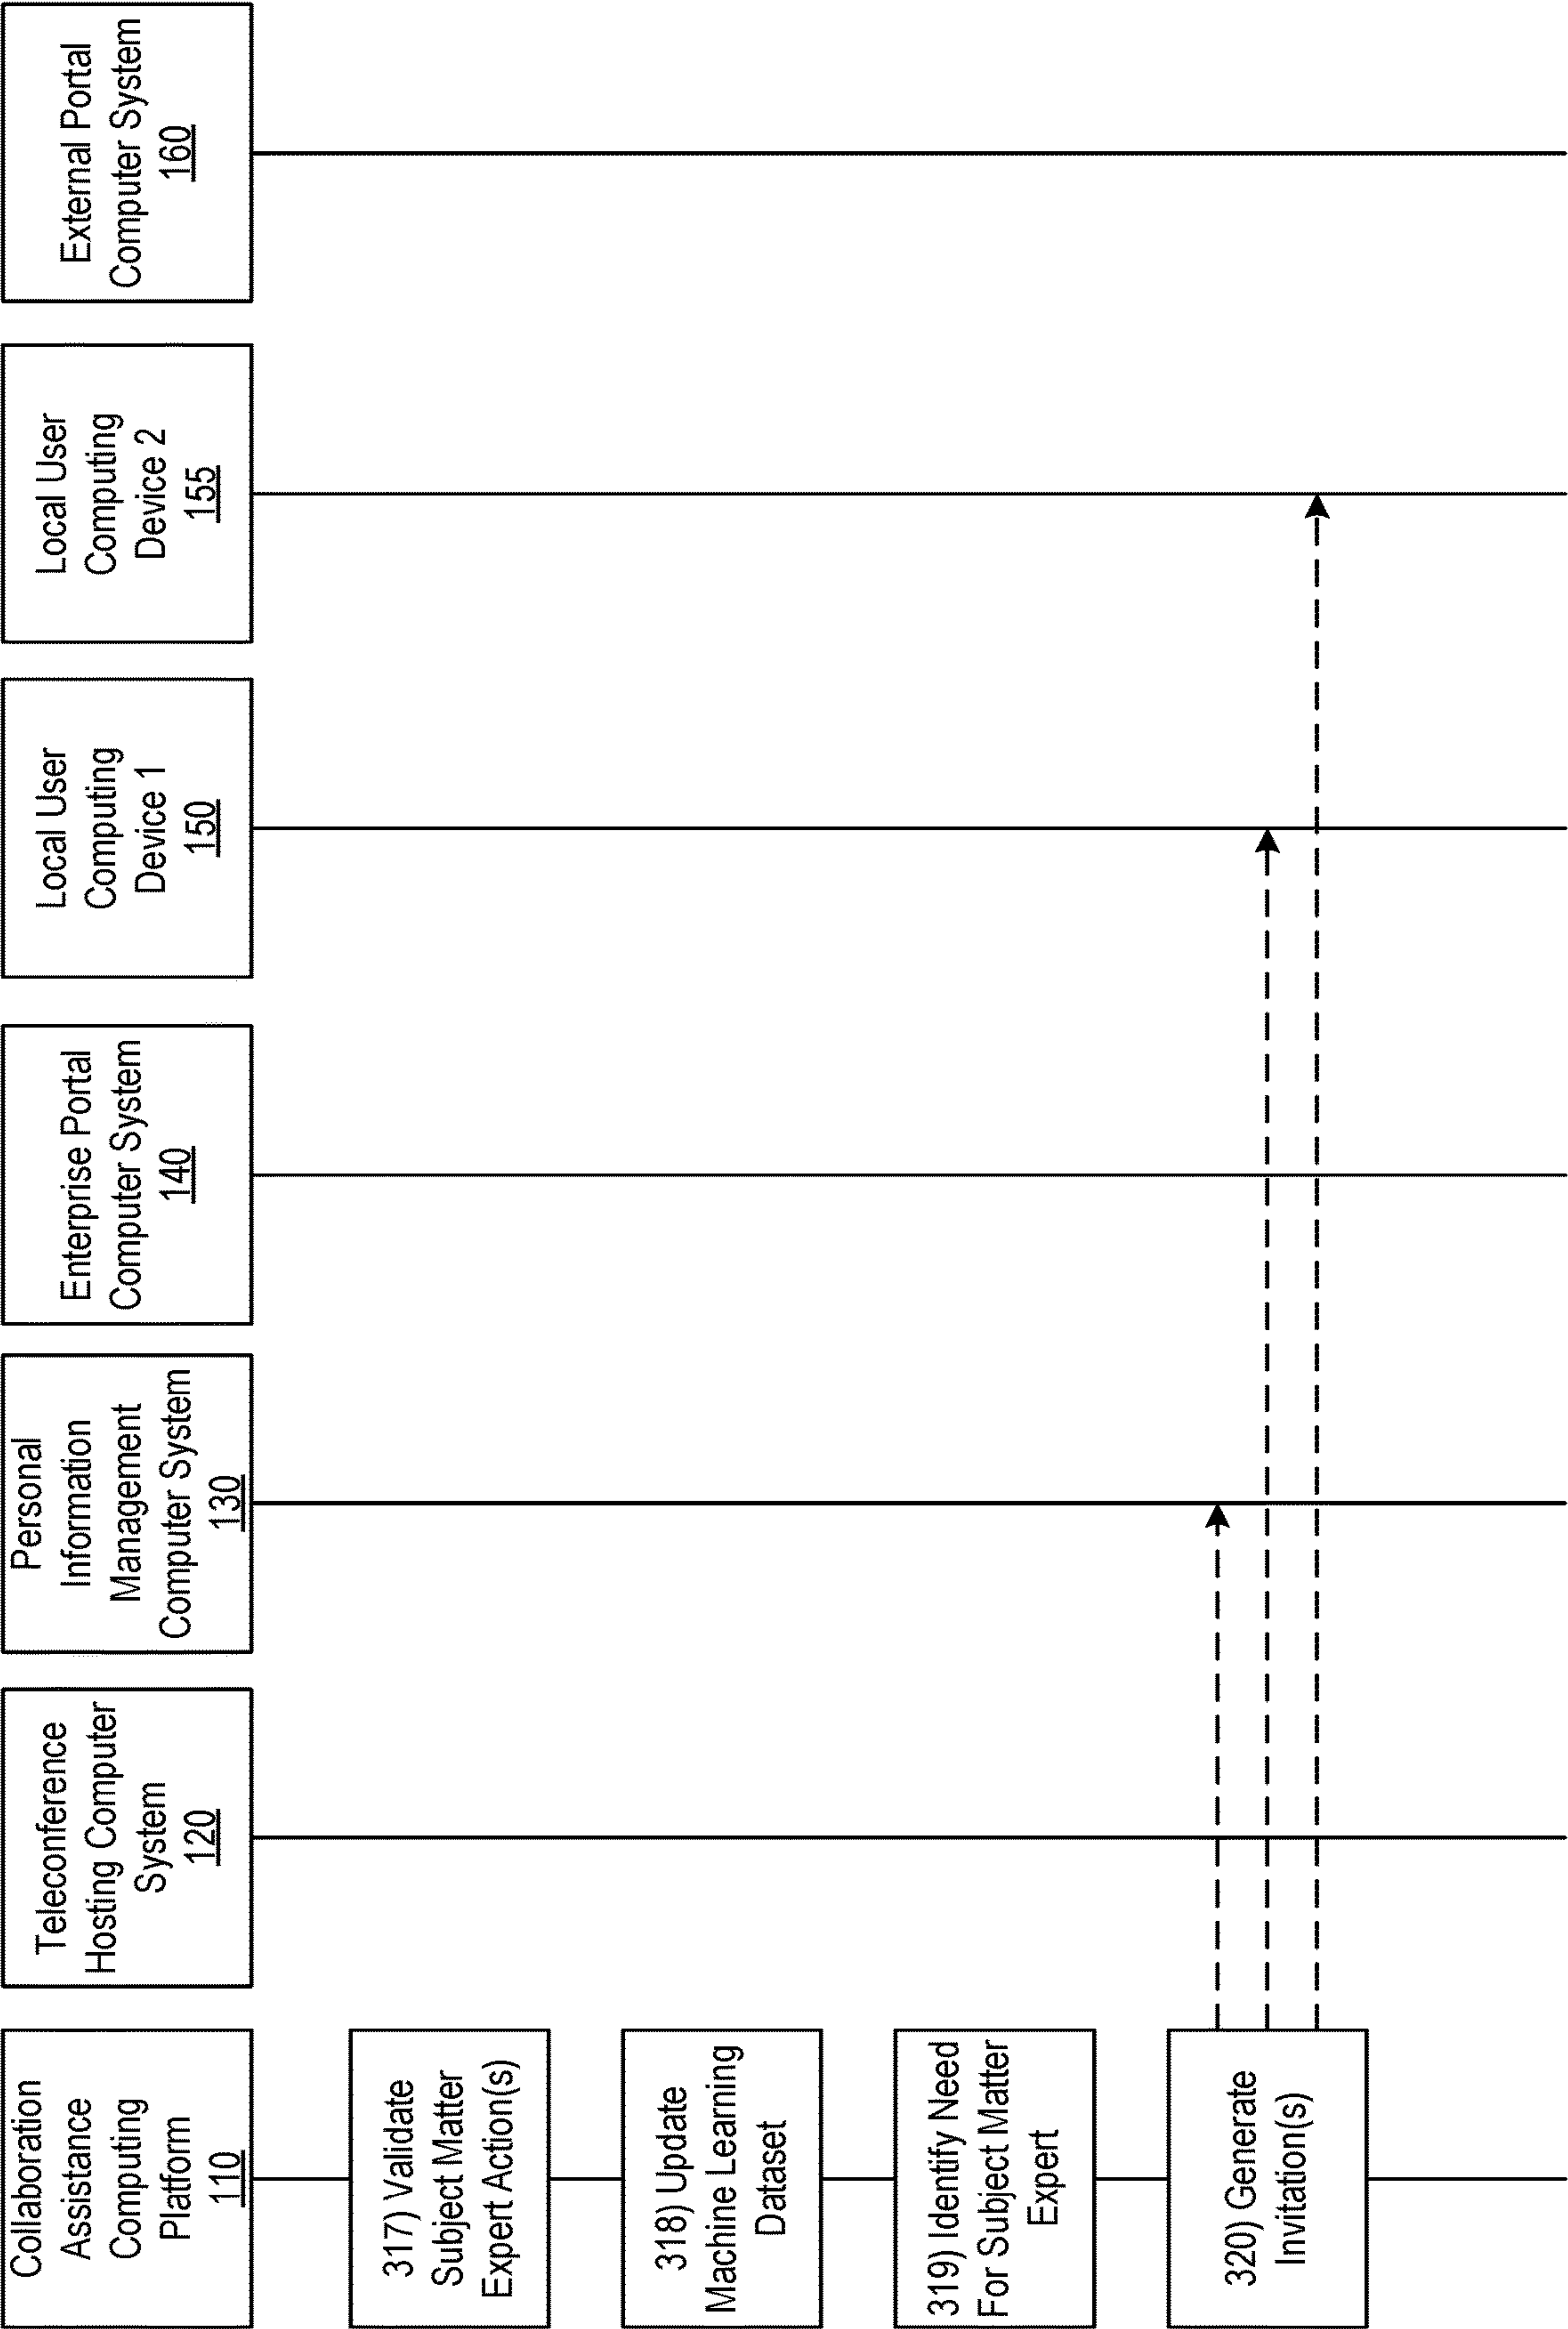 Collaboration
Assistance
Computing
Platform
110
Teleconference
Hosting Computer
System
120
Personal
Information
Management
Computer System
130
Enterprise Portal
Computer System
140
Local User
Computing
Device 1
150
Local User
Computing
Device 2
155
External Portal
Computer System
160
317) Validate
Subject Matter
Expert Action(s)
318) Update
Machine Learning
Dataset
319) Identify Need
For Subject Matter
Expert
320) Generate
Invitation(s)